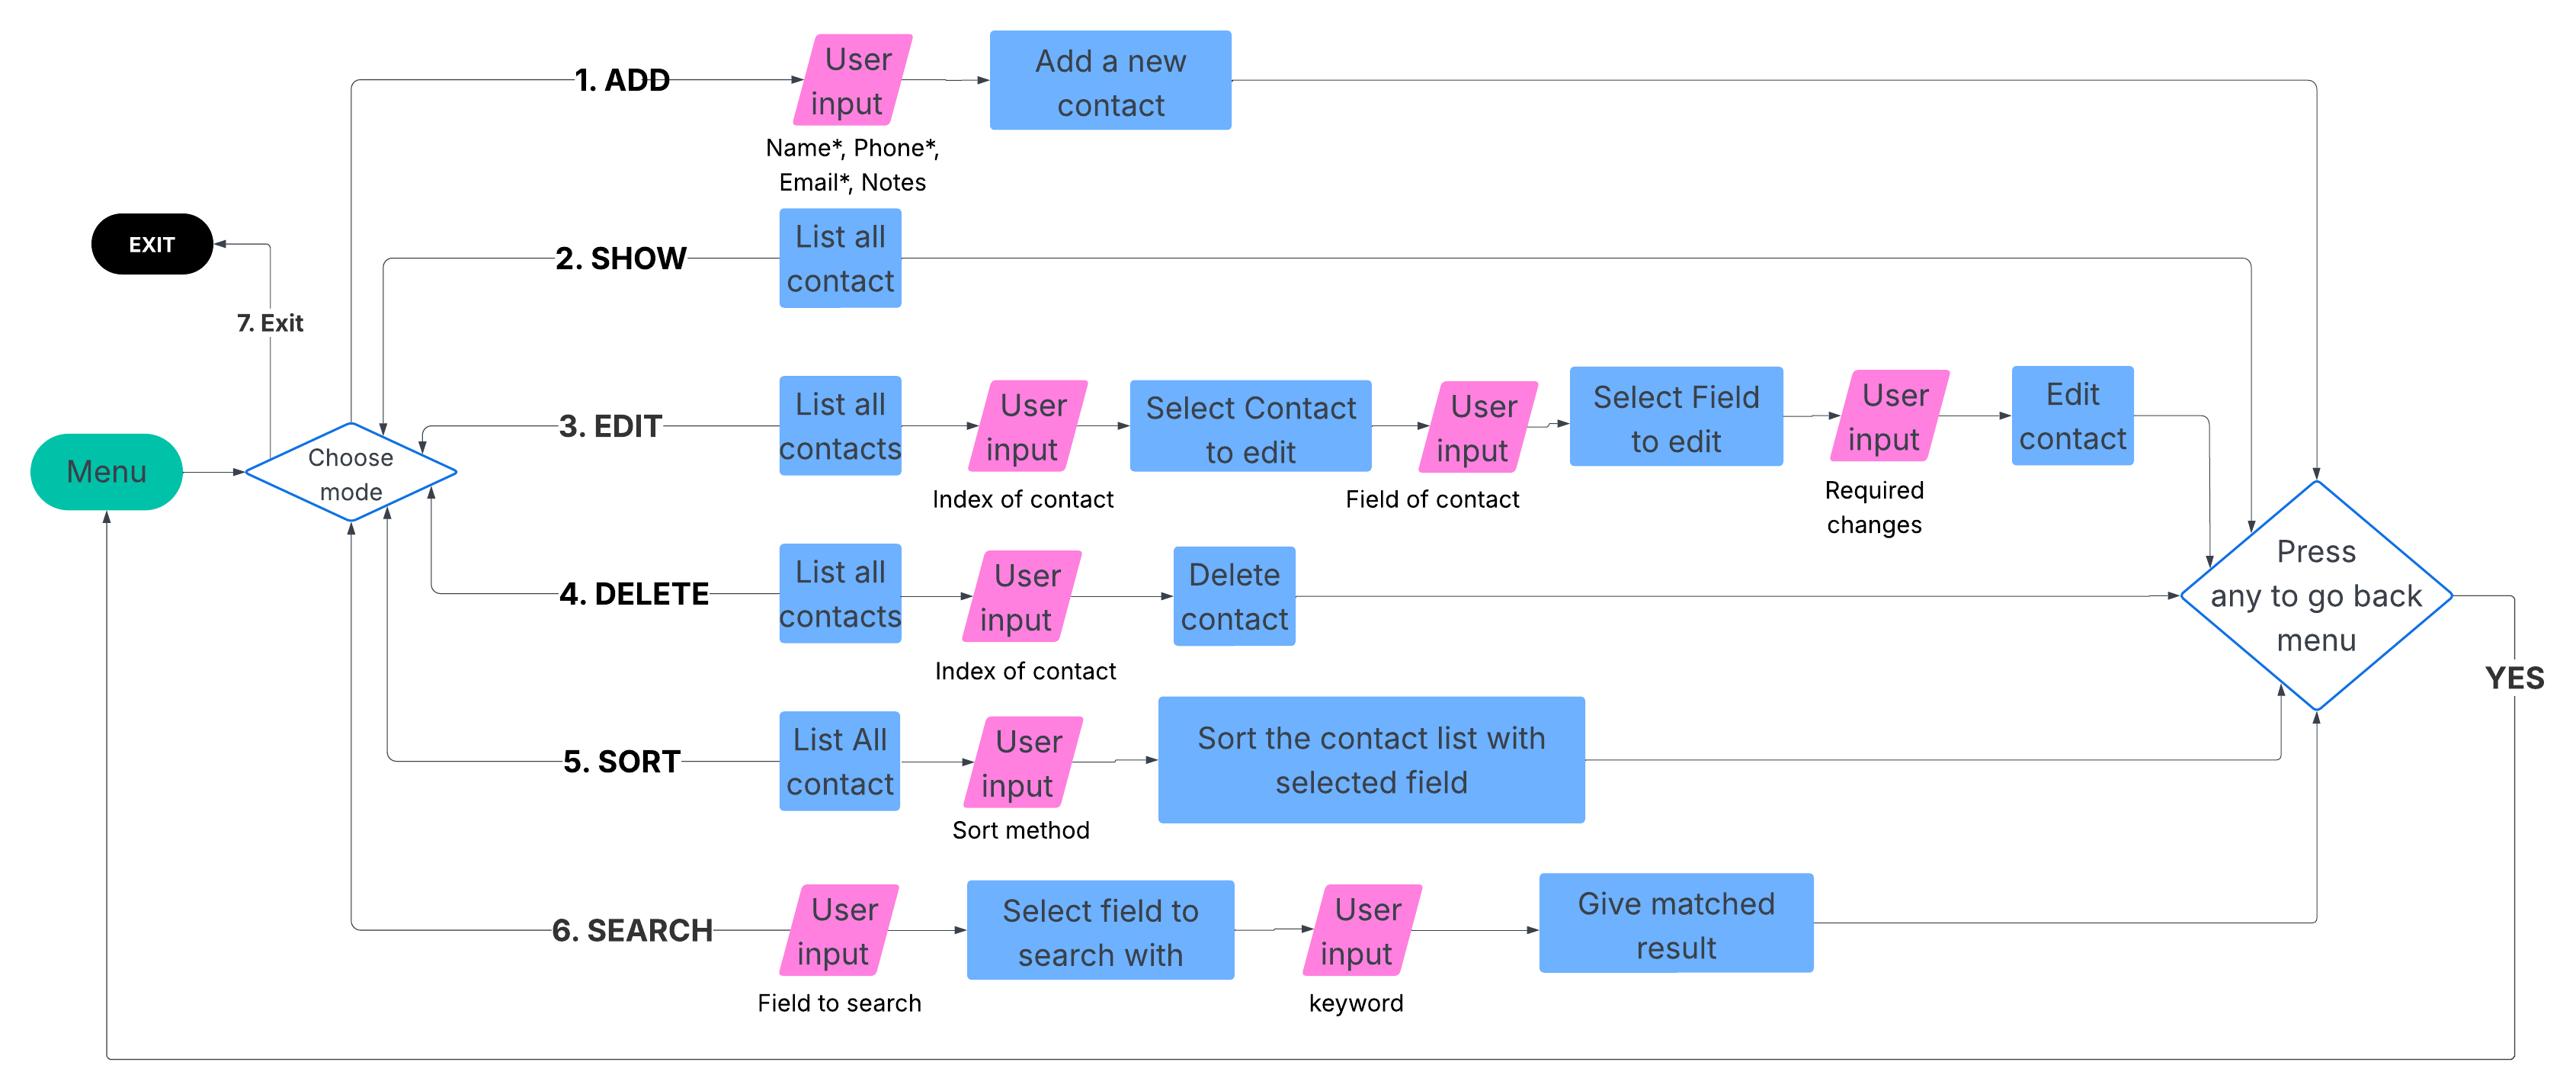 1. ADD
User
input
Name*, Phone*,
Email*, Notes
Add a new
contact
EXIT
7. Exit
2. SHOW
List all
contact
Menu
Choose
mode
3. EDIT
List all
contacts
User
input
Index of contact
Select Contact
to edit
User
input
Field of contact
Select Field
to edit
User
input
Required
changes
Edit
contact
4. DELETE
List all
contacts
User
input
Index of contact
Delete
contact
Press
any to go back
menu
YES
5. SORT
List All
contact
User
input
Sort method
Sort the contact list with
selected field
6. SEARCH
User
input
Field to search
Select field to
search with
User
input
keyword
Give matched
result